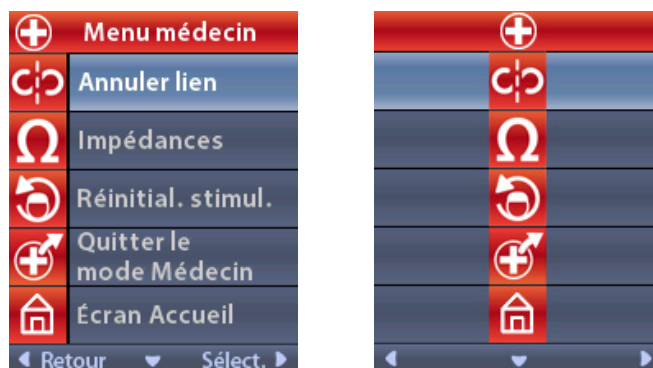 Menu médecin
Annuler lien
Impédances
Réinitial. stimul.
Quitter le
mode Médecin
Écran Accueil
Retour Sélect.